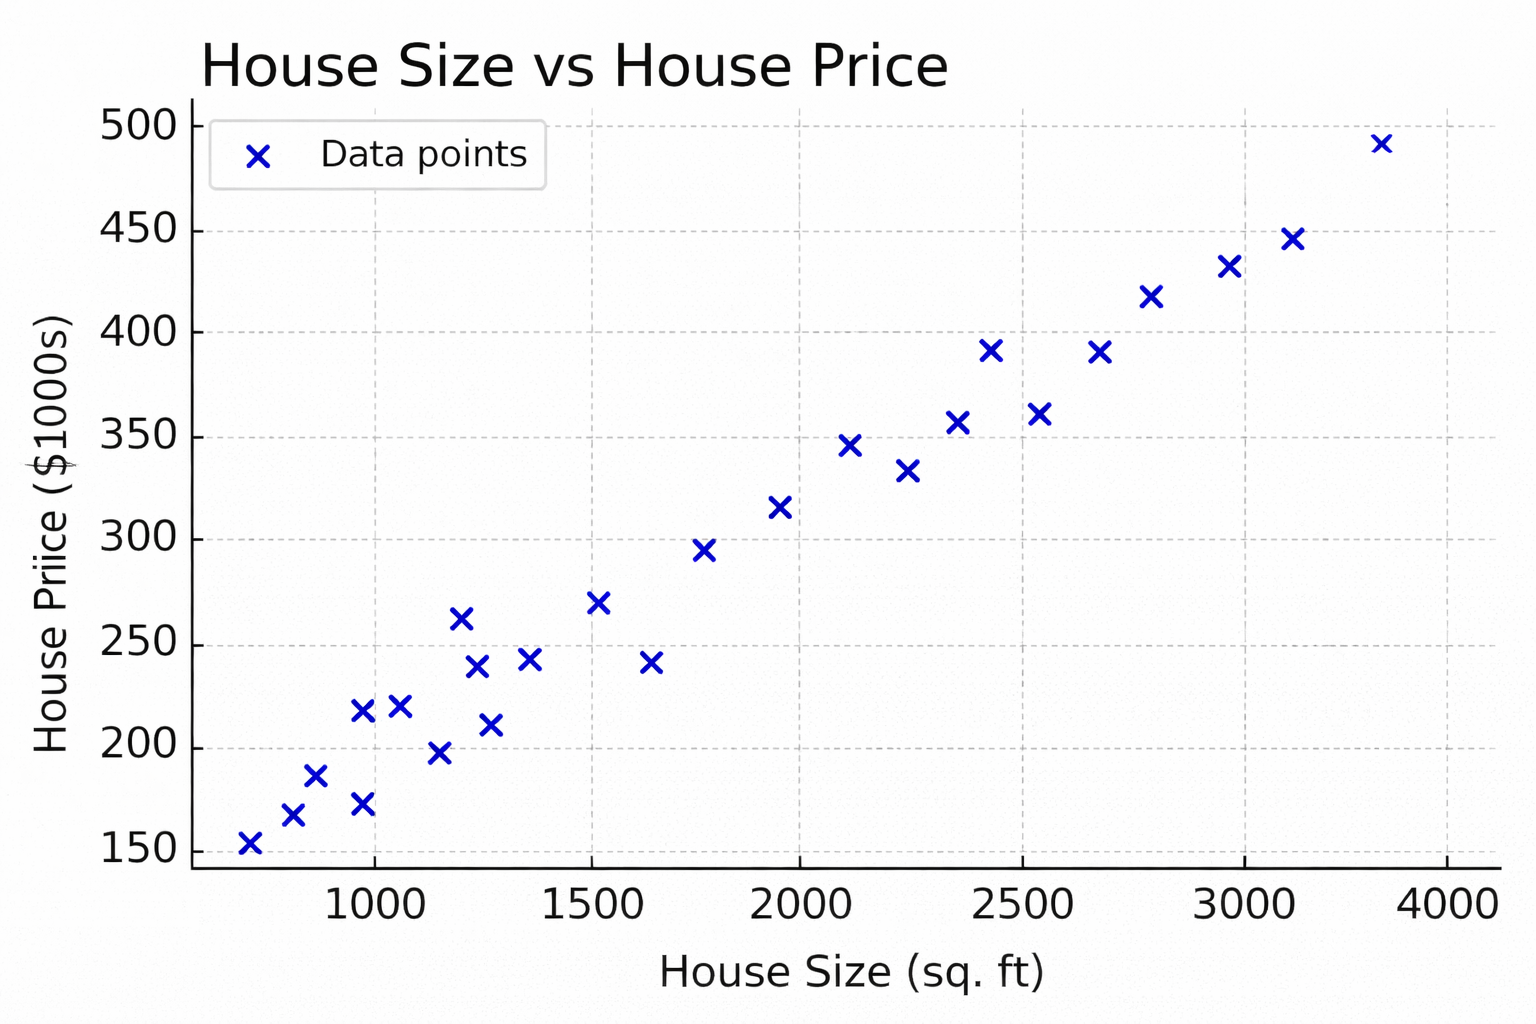 House Size vs House Price
Data points
500
450
400
350
300
250
200
150
House Priice ($1000s)
1000 1500 2000 2500 3000 4000
House Size (sq. ft)